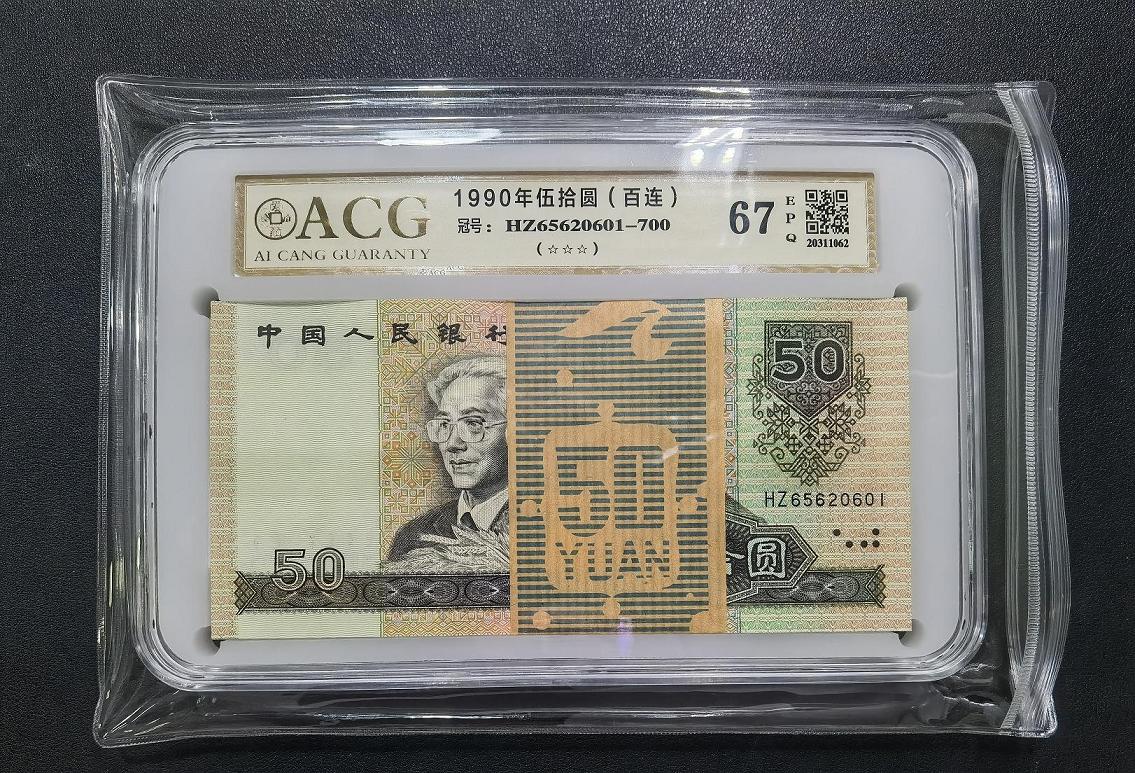 ACG
AI CANG GUARANTY
1990年伍拾圆（百连）
冠号：HZ65620601-700
(☆☆☆)
67
EPQ
20311062
中国人民银
50
50
YUAN
50
HZ65620601
圆